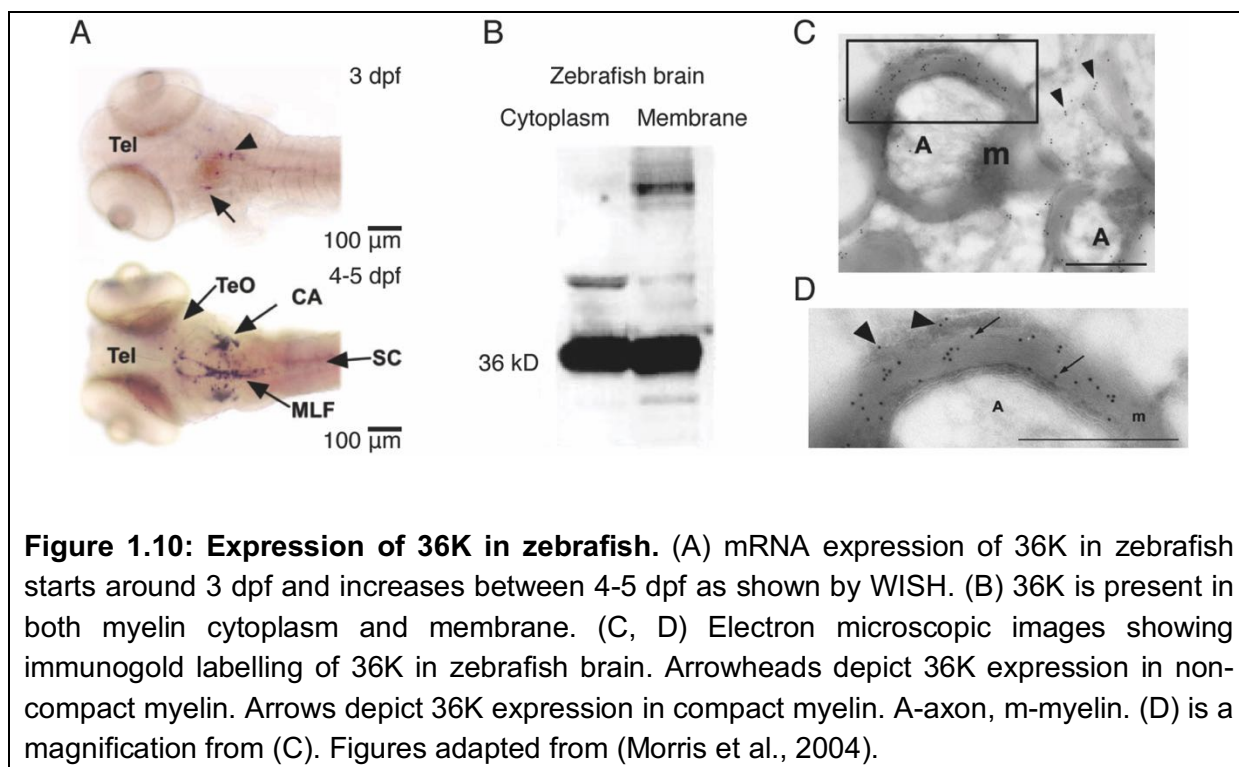 A
3 dpf
Tel
100 µm
4-5 dpf
TeO
CA
Tel
SC
MLF
100 µm
B
Zebrafish brain
Cytoplasm Membrane
36 kD
C
A
m
A
D
A
m
Figure 1.10: Expression of 36K in zebrafish. (A) mRNA expression of 36K in zebrafish
starts around 3 dpf and increases between 4-5 dpf as shown by WISH. (B) 36K is present in
both myelin cytoplasm and membrane. (C, D) Electron microscopic images showing
immunogold labelling of 36K in zebrafish brain. Arrowheads depict 36K expression in non-
compact myelin. Arrows depict 36K expression in compact myelin. A-axon, m-myelin. (D) is a
magnification from (C). Figures adapted from (Morris et al., 2004).